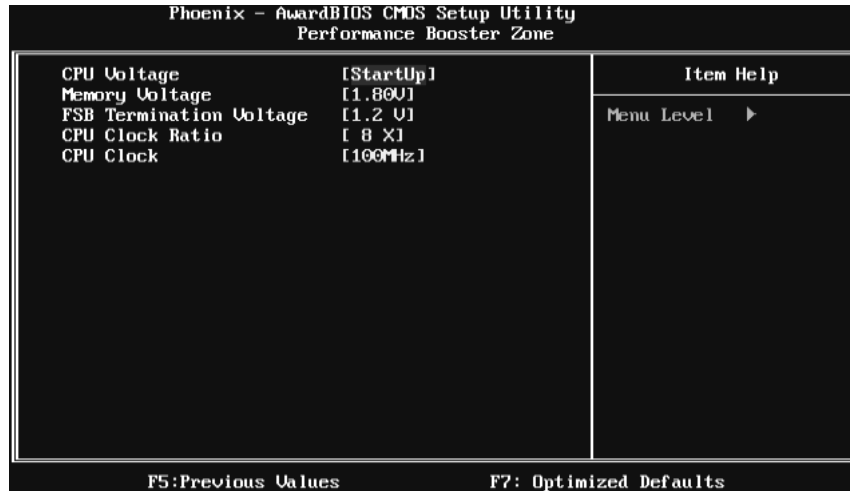 Phoenix - AwardBIOS CMOS Setup Utility
Performance Booster Zone
CPU Voltage [StartUp]
Memory Voltage [1.80V]
FSB Termination Voltage [1.2 V]
CPU Clock Ratio [ 8 X]
CPU Clock [100MHz]
Item Help
Menu Level ▶
F5:Previous Values F7: Optimized Defaults